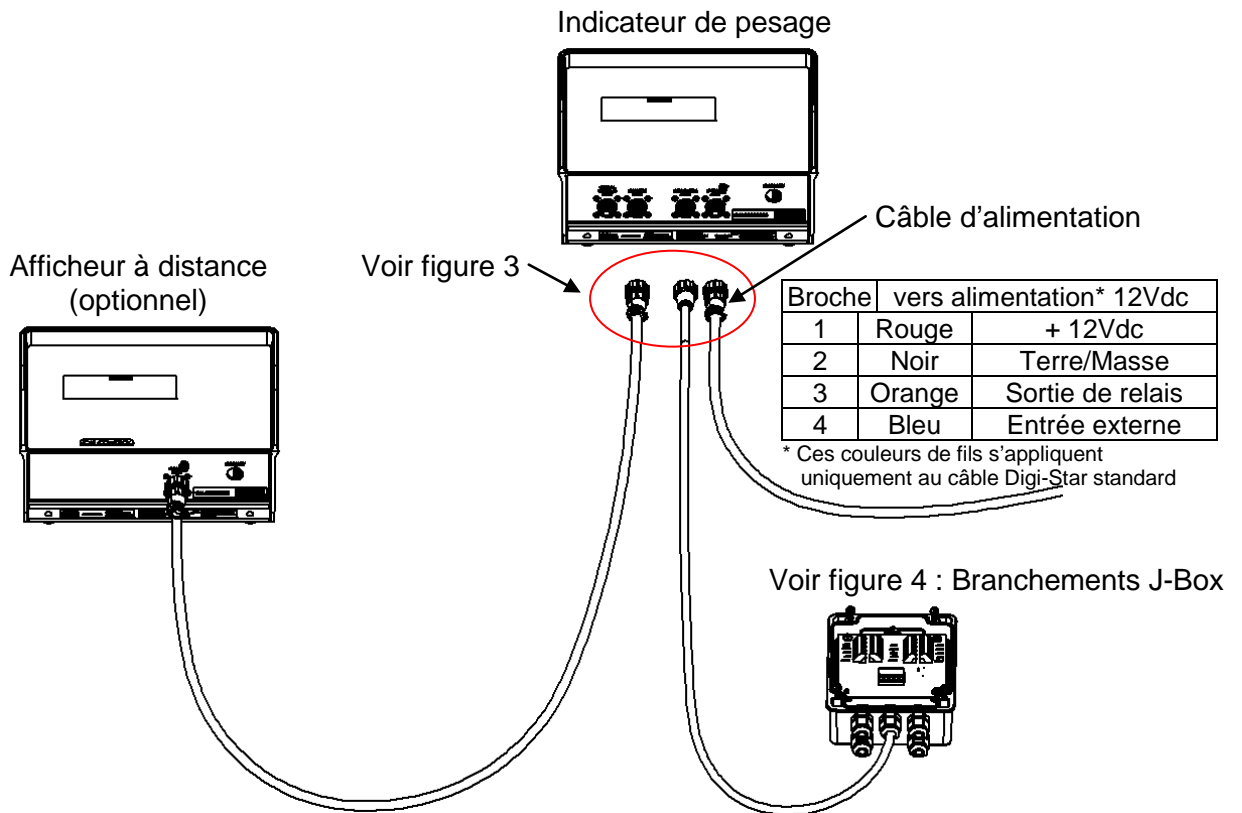 Indicateur de pesage
Câble d’alimentation
Voir figure 3
Afficheur à distance
(optionnel)
Broche vers alimentation* 12Vdc
1 Rouge + 12Vdc
2 Noir Terre/Masse
3 Orange Sortie de relais
4 Bleu Entrée externe
* Ces couleurs de fils s’appliquent
uniquement au câble Digi-Star standard
Voir figure 4 : Branchements J-Box